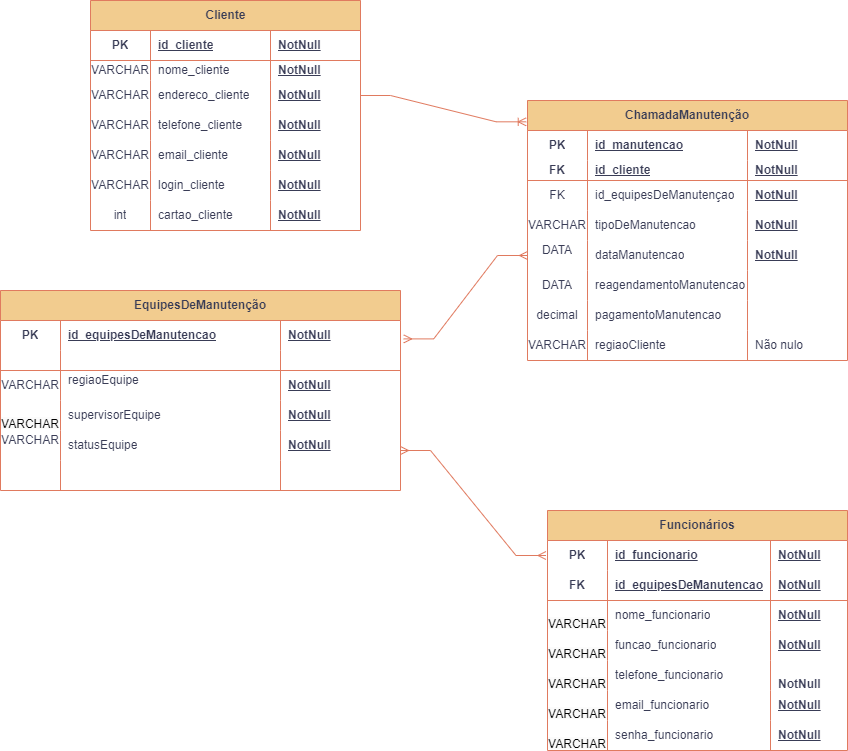 Cliente
PK id_cliente NotNull
VARCHAR nome_cliente NotNull
VARCHAR endereco_cliente NotNull
VARCHAR telefone_cliente NotNull
VARCHAR email_cliente NotNull
VARCHAR login_cliente NotNull
int cartao_cliente NotNull
ChamadaManutenção
PK id_manutencao NotNull
FK id_cliente NotNull
FK id_equipesDeManutençao NotNull
VARCHAR tipoDeManutencao NotNull
DATA dataManutencao NotNull
DATA reagendamentoManutencao
decimal pagamentoManutencao
VARCHAR regiaoCliente Não nulo
EquipesDeManutenção
PK id_equipesDeManutencao NotNull
VARCHAR regiaoEquipe NotNull
VARCHAR supervisorEquipe NotNull
VARCHAR statusEquipe NotNull
Funcionários
PK id_funcionario NotNull
FK id_equipesDeManutencao NotNull
VARCHAR nome_funcionario NotNull
VARCHAR funcao_funcionario NotNull
VARCHAR telefone_funcionario NotNull
VARCHAR email_funcionario NotNull
VARCHAR senha_funcionario NotNull